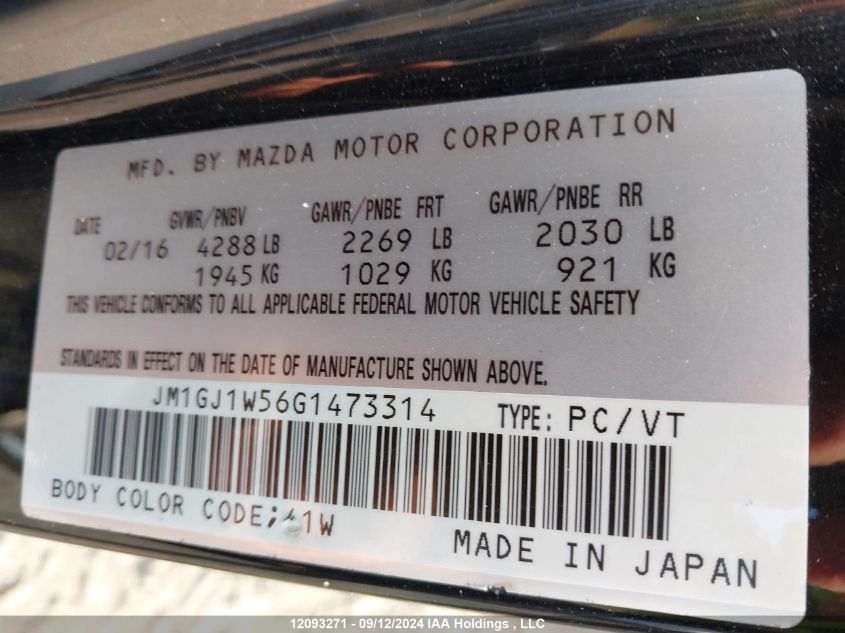 MFD. BY MAZDA MOTOR CORPORATION
DATE GVWR/PNBV GAWR/PNBE FRT GAWR/PNBE RR
02/16 4288 LB 2269 LB 2030 LB
1945 KG 1029 KG 921 KG
THIS VEHICLE CONFORMS TO ALL APPLICABLE FEDERAL MOTOR VEHICLE SAFETY
STANDARDS IN EFFECT ON THE DATE OF MANUFACTURE SHOWN ABOVE.
JM1GJ1W56G1473314 TYPE: PC/VT
BODY COLOR CODE; 41W
MADE IN JAPAN
12093271 - 09/12/2024 IAA Holdings , LLC